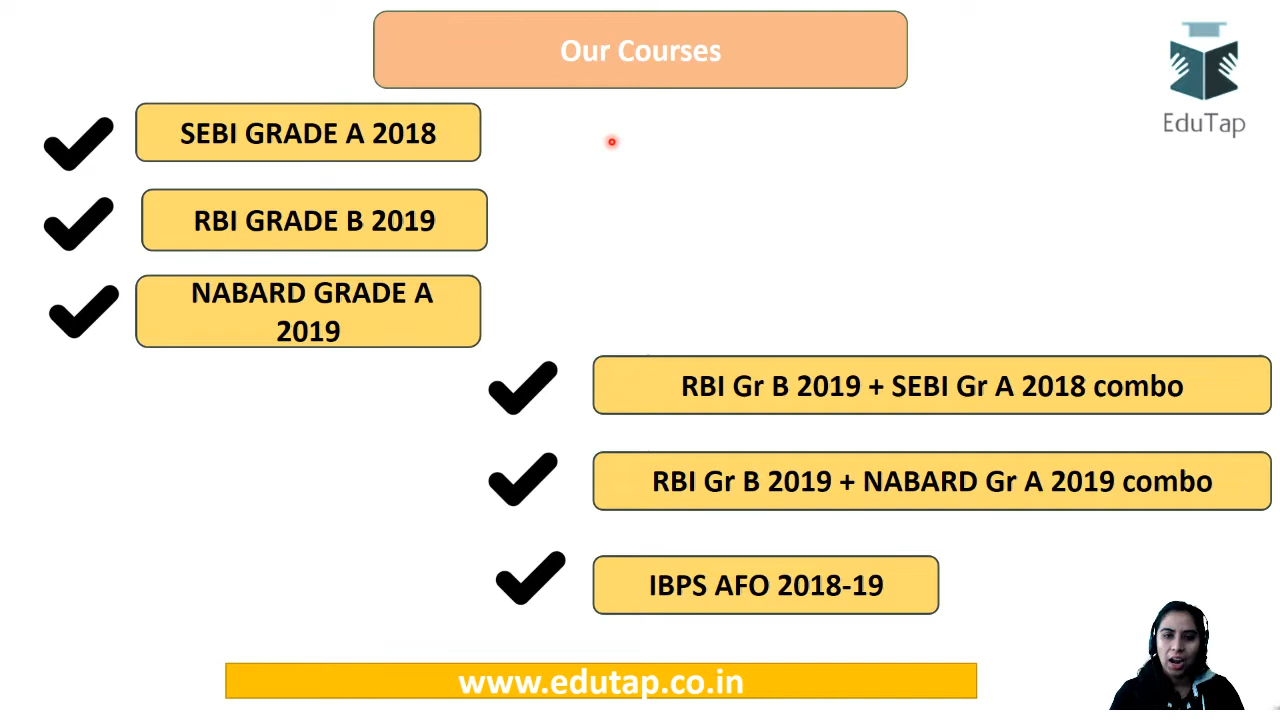 Our Courses
EduTap
SEBI GRADE A 2018
RBI GRADE B 2019
NABARD GRADE A
2019
RBI Gr B 2019 + SEBI Gr A 2018 combo
RBI Gr B 2019 + NABARD Gr A 2019 combo
IBPS AFO 2018-19
www.edutap.co.in